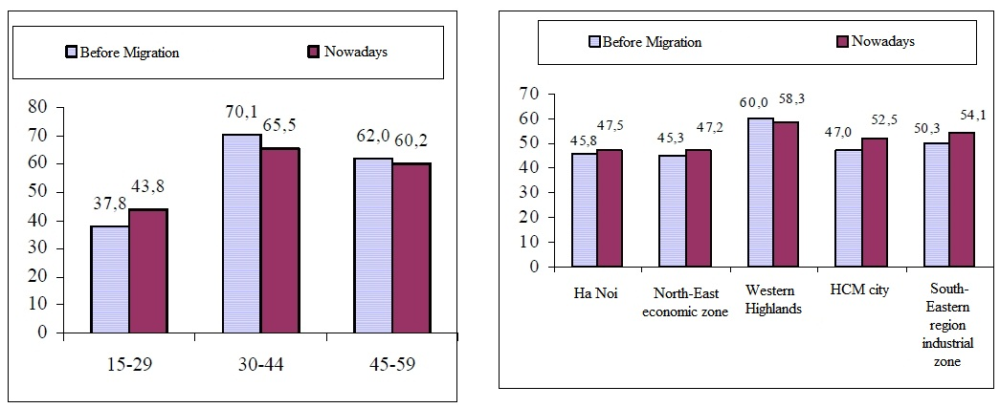 Before Migration
Nowadays
80
70
60
50
40
30
20
10
0
37,8
43,8
70,1
65,5
62,0
60,2
15-29
30-44
45-59
Before Migration
Nowadays
70
60
50
40
30
20
10
0
45,8
47,5
45,3
47,2
60,0
58,3
47,0
52,5
50,3
54,1
Ha Noi
North-East
economic zone
Western
Highlands
HCM city
South-
Eastern
region
industrial
zone